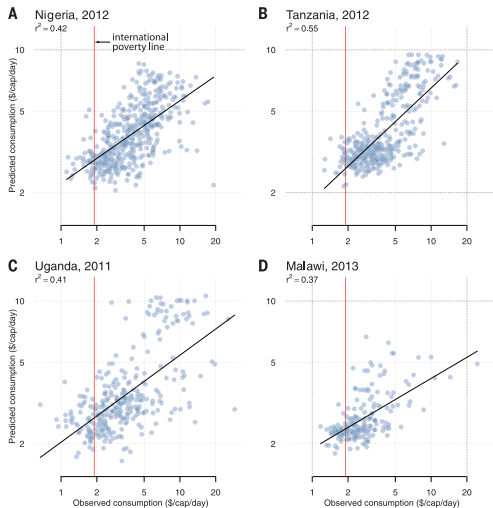 A Nigeria, 2012
r² = 0.42
international
poverty line
Predicted consumption ($/cap/day)
10
5
2
1 2 5 10 20
B Tanzania, 2012
r² = 0.55
10
5
2
1 2 5 10 20
C Uganda, 2011
r² = 0.41
Predicted consumption ($/cap/day)
10
5
2
1 2 5 10 20
Observed consumption ($/cap/day)
D Malawi, 2013
r² = 0.37
10
5
2
1 2 5 10 20
Observed consumption ($/cap/day)